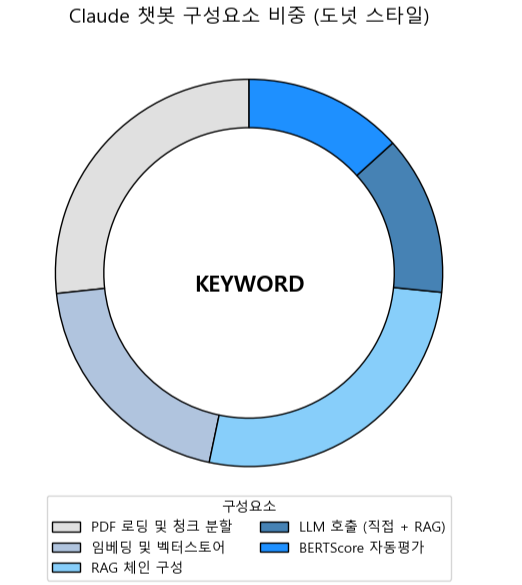 Claude 챗봇 구성요소 비중 (도넛 스타일)
KEYWORD
구성요소
PDF 로딩 및 청크 분할
임베딩 및 벡터스토어
RAG 체인 구성
LLM 호출 (직접 + RAG)
BERTScore 자동평가